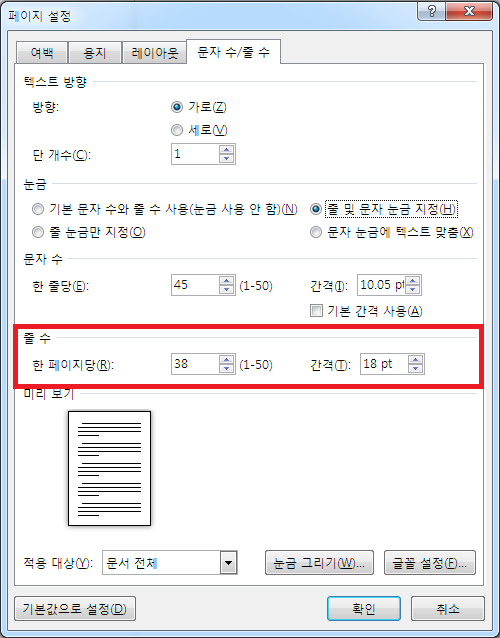 페이지 설정
여백 용지 레이아웃 문자 수/줄 수
텍스트 방향
방향: 가로(Z)
세로(V)
단 개수(C): 1
눈금
기본 문자 수와 줄 수 사용(눈금 사용 안 함)(N) 줄 및 문자 눈금 지정(H)
줄 눈금만 지정(O) 문자 눈금에 텍스트 맞춤(X)
문자 수
한 줄당(E): 45 (1-50) 간격(I): 10.05 pt
기본 간격 사용(A)
줄 수
한 페이지당(R): 38 (1-50) 간격(T): 18 pt
미리 보기
적용 대상(Y): 문서 전체 눈금 그리기(W)... 글꼴 설정(F)...
기본값으로 설정(D) 확인 취소